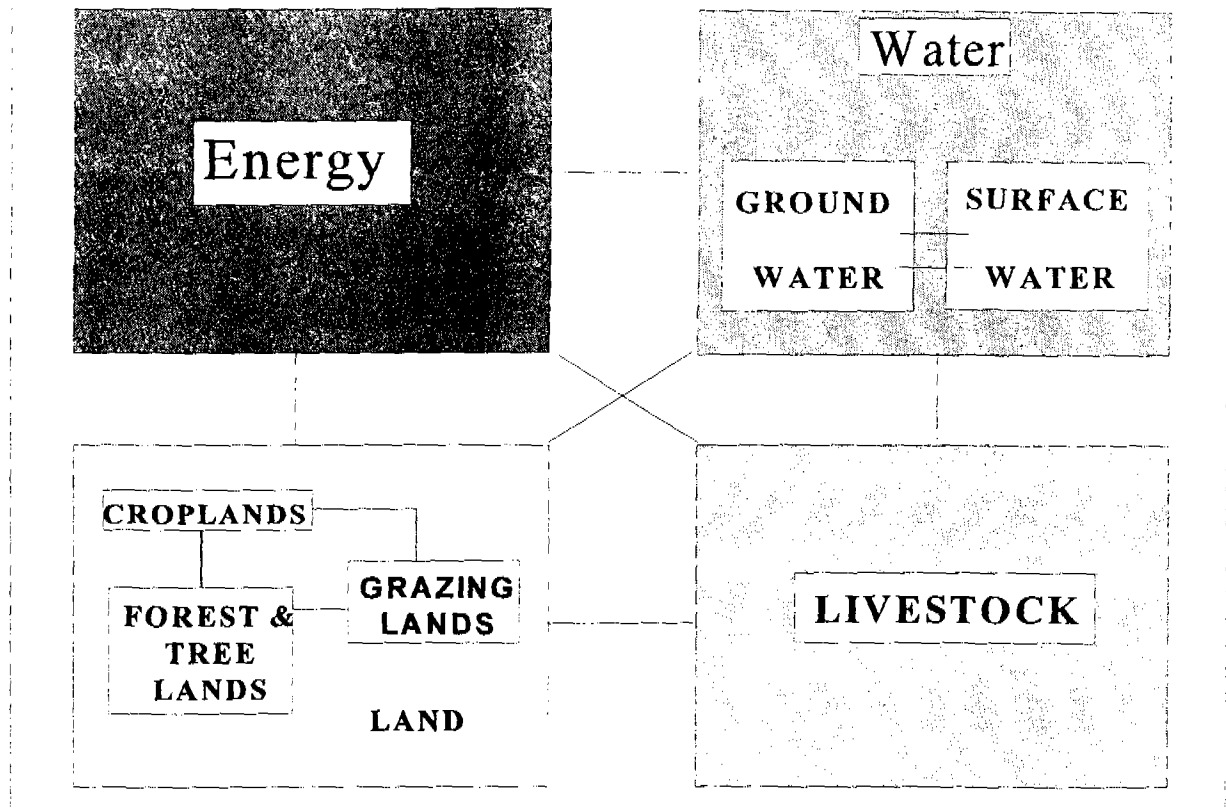 Energy
Water
GROUND
WATER
SURFACE
WATER
CROPLANDS
GRAZING
LANDS
FOREST &
TREE
LANDS
LAND
LIVESTOCK